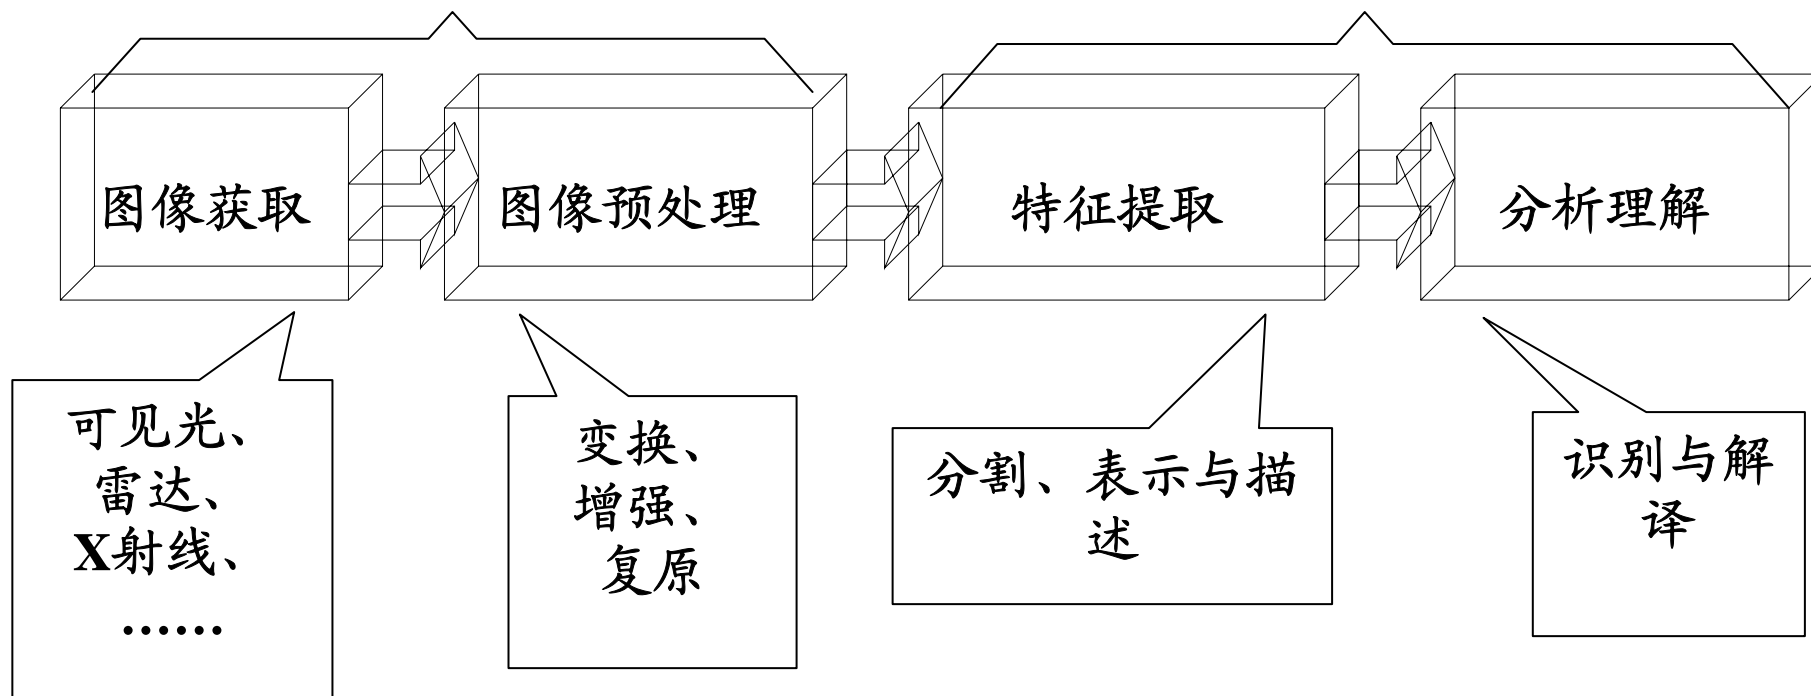 图像获取
图像预处理
特征提取
分析理解
可见光、
雷达、
X射线、
……
变换、
增强、
复原
分割、表示与描
述
识别与解
译